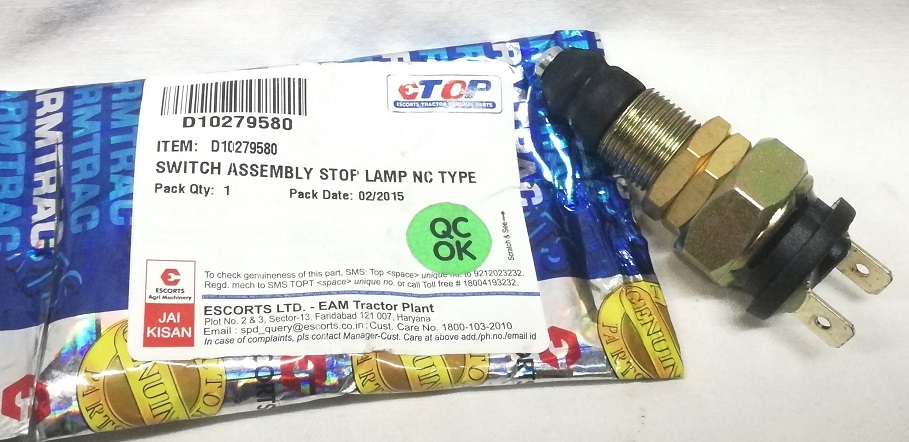 eTOP
ESCORTS TRACTOR ORIGINAL PARTS
D10279580
ITEM: D10279580
SWITCH ASSEMBLY STOP LAMP NC TYPE
Pack Qty: 1 Pack Date: 02/2015
QC
OK
Scratch & See
To check genuineness of this part, SMS: Top <space> unique no. to 9212023232.
Regd. mech to SMS TOPT <space> unique no. or call Toll free # 18004193232.
ESCORTS
Agri Machinery
JAI
KISAN
ESCORTS LTD. - EAM Tractor Plant
Plot No. 2 & 3, Sector-13, Faridabad 121 007, Haryana
Email : spd_query@escorts.co.in; Cust. Care No. 1800-103-2010
In case of complaints, pls contact Manager-Cust. Care at above add./ph.no./email id
FARMTRAC
GENUINE
PARTS